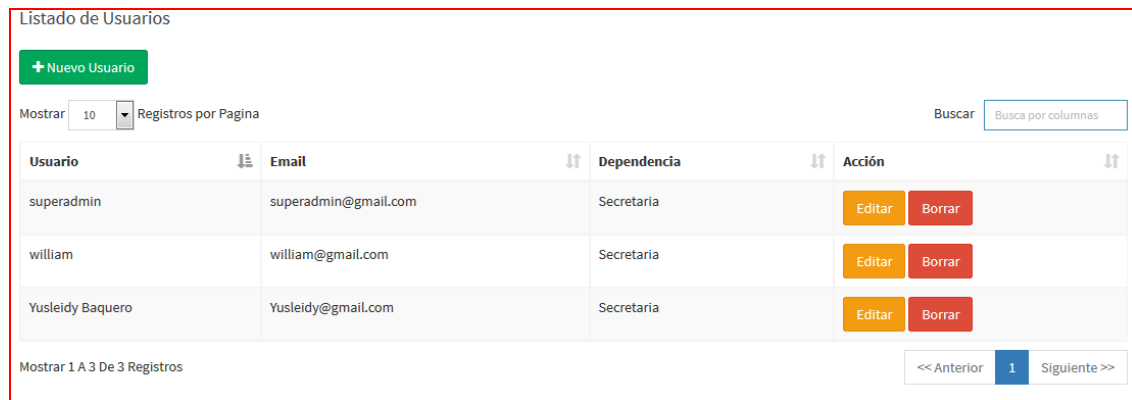 Listado de Usuarios
+ Nuevo Usuario
Mostrar 10 Registros por Pagina Buscar Busca por columnas
Usuario Email Dependencia Acción
superadmin superadmin@gmail.com Secretaria Editar Borrar
william william@gmail.com Secretaria Editar Borrar
Yusleidy Baquero Yusleidy@gmail.com Secretaria Editar Borrar
Mostrar 1 A 3 De 3 Registros << Anterior 1 Siguiente >>